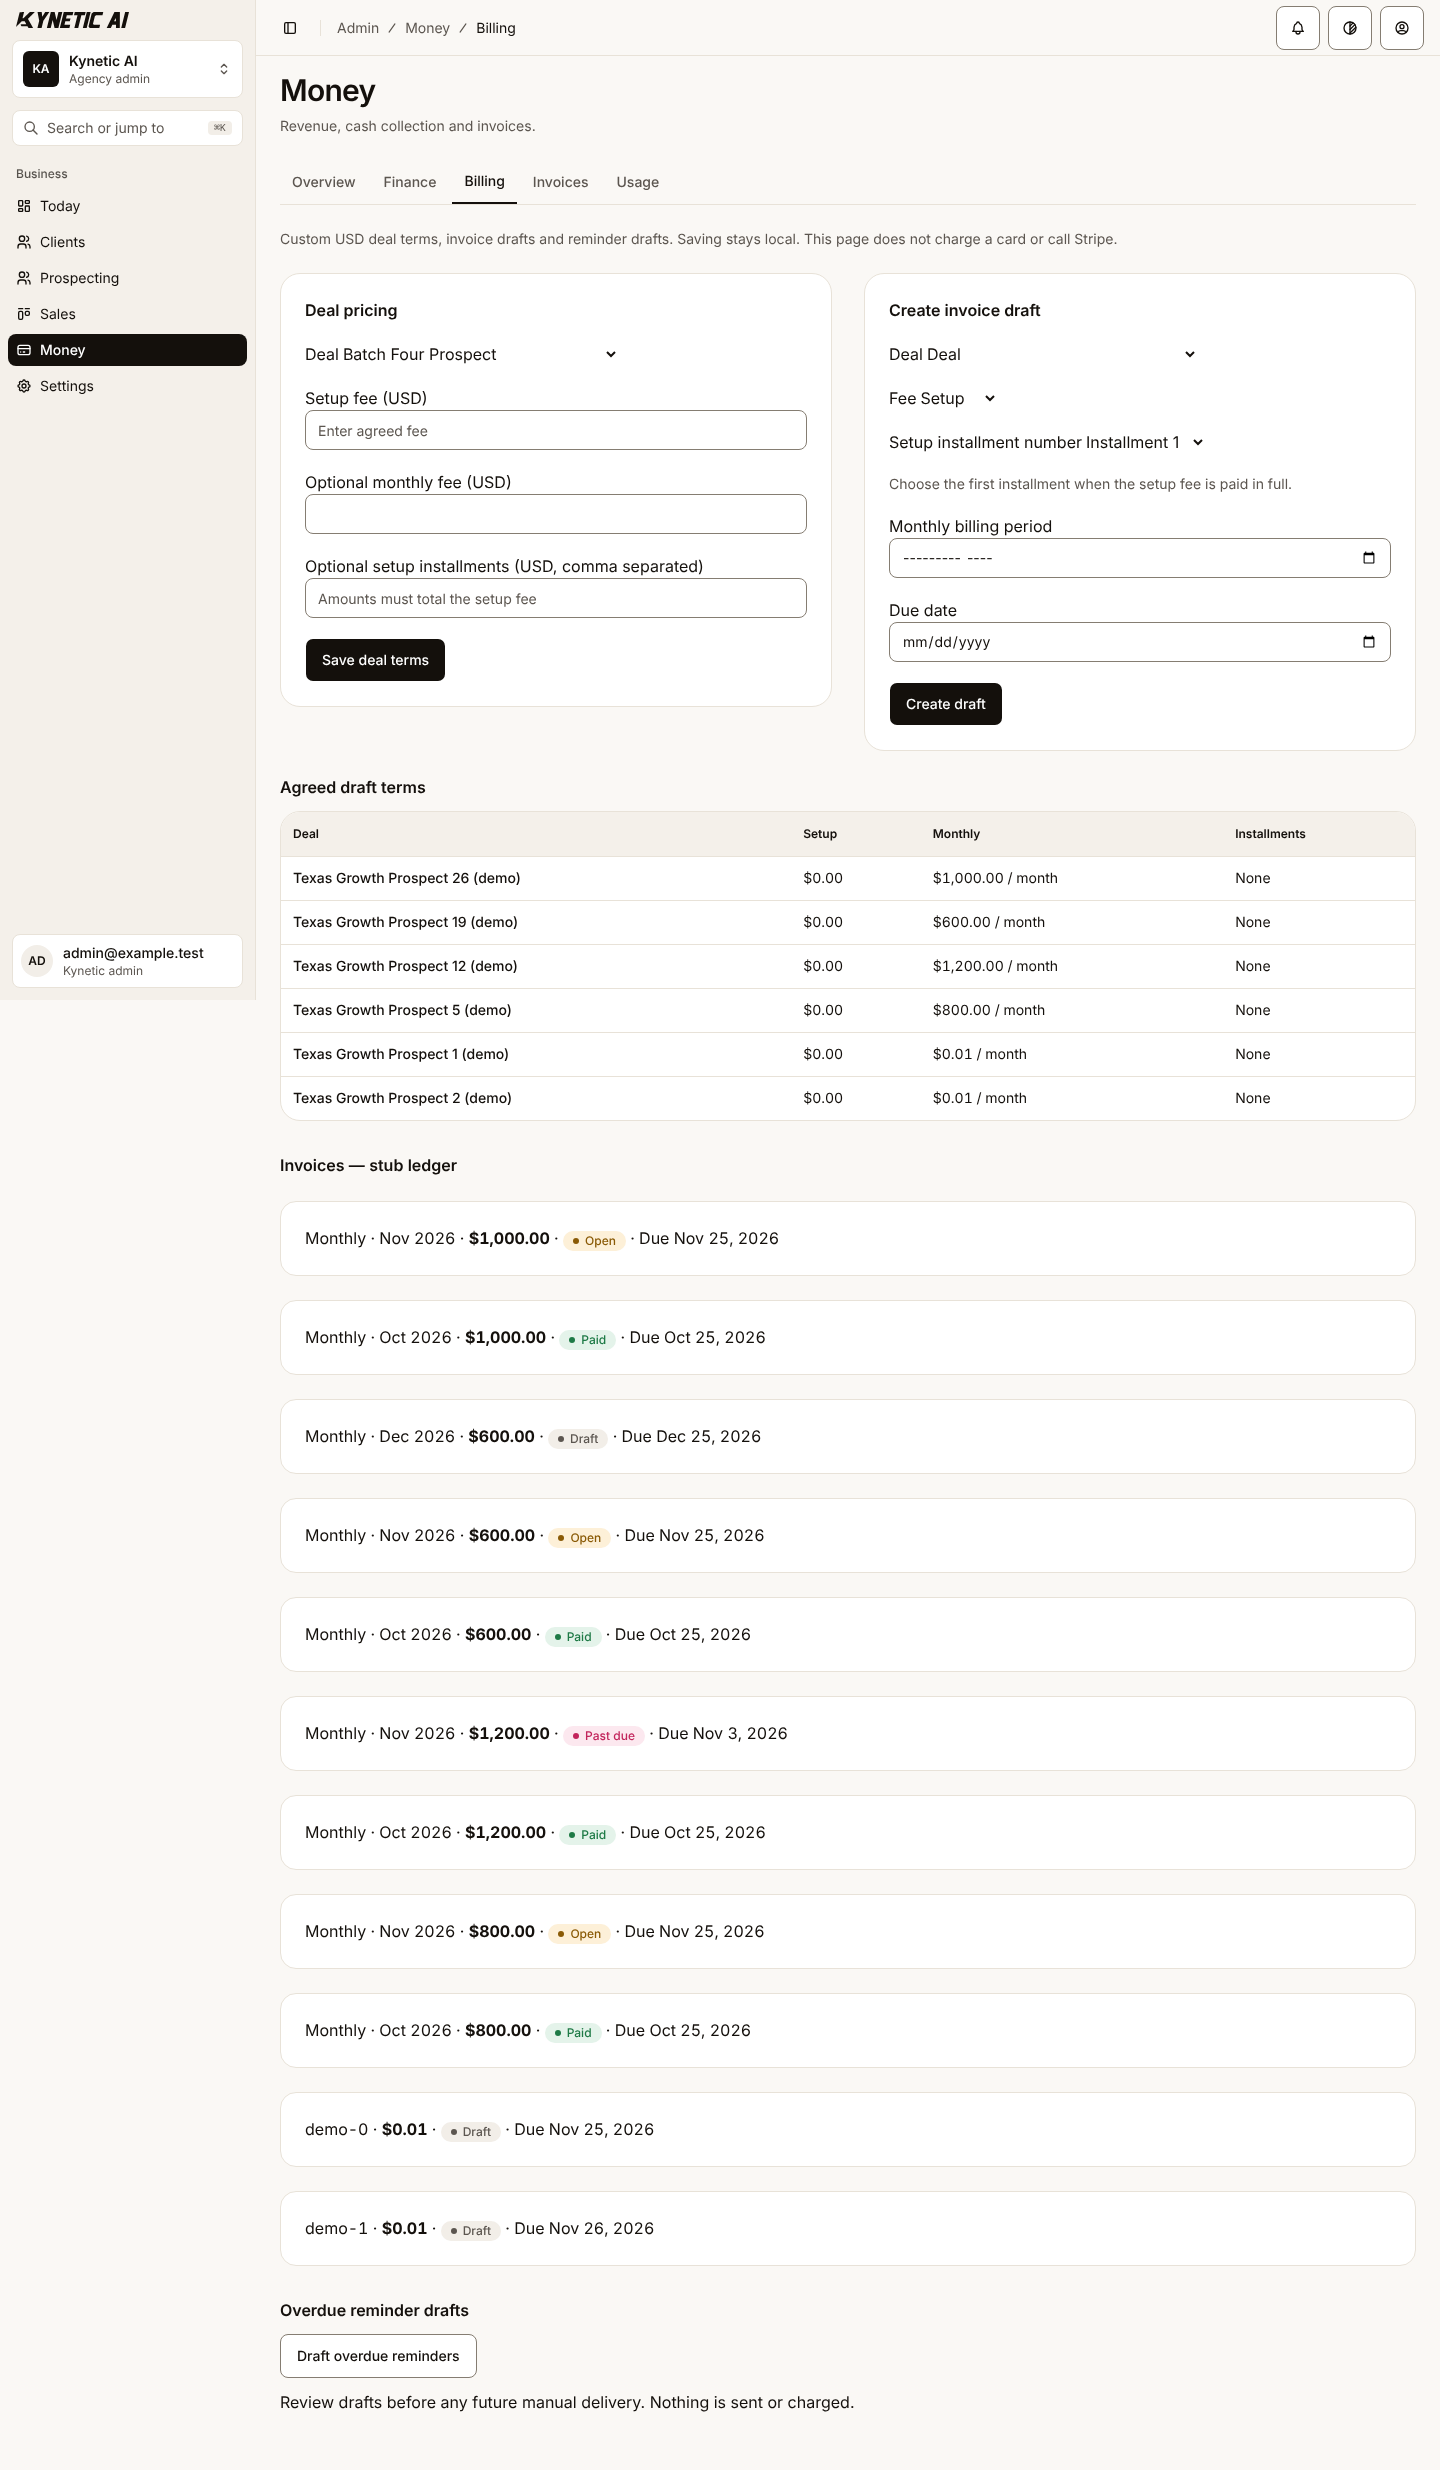 KYNETIC AI
KA
Kynetic AI
Agency admin
Search or jump to
⌘K
Business
Today
Clients
Prospecting
Sales
Money
Settings
AD
admin@example.test
Kynetic admin
Admin / Money / Billing
Money
Revenue, cash collection and invoices.
Overview Finance Billing Invoices Usage
Custom USD deal terms, invoice drafts and reminder drafts. Saving stays local. This page does not charge a card or call Stripe.
Deal pricing
Deal Batch Four Prospect
Setup fee (USD)
Enter agreed fee
Optional monthly fee (USD)
Optional setup installments (USD, comma separated)
Amounts must total the setup fee
Save deal terms
Create invoice draft
Deal Deal
Fee Setup
Setup installment number Installment 1
Choose the first installment when the setup fee is paid in full.
Monthly billing period
--------- ----
Due date
mm/dd/yyyy
Create draft
Agreed draft terms
Deal Setup Monthly Installments
Texas Growth Prospect 26 (demo) $0.00 $1,000.00 / month None
Texas Growth Prospect 19 (demo) $0.00 $600.00 / month None
Texas Growth Prospect 12 (demo) $0.00 $1,200.00 / month None
Texas Growth Prospect 5 (demo) $0.00 $800.00 / month None
Texas Growth Prospect 1 (demo) $0.00 $0.01 / month None
Texas Growth Prospect 2 (demo) $0.00 $0.01 / month None
Invoices — stub ledger
Monthly · Nov 2026 · $1,000.00 · Open · Due Nov 25, 2026
Monthly · Oct 2026 · $1,000.00 · Paid · Due Oct 25, 2026
Monthly · Dec 2026 · $600.00 · Draft · Due Dec 25, 2026
Monthly · Nov 2026 · $600.00 · Open · Due Nov 25, 2026
Monthly · Oct 2026 · $600.00 · Paid · Due Oct 25, 2026
Monthly · Nov 2026 · $1,200.00 · Past due · Due Nov 3, 2026
Monthly · Oct 2026 · $1,200.00 · Paid · Due Oct 25, 2026
Monthly · Nov 2026 · $800.00 · Open · Due Nov 25, 2026
Monthly · Oct 2026 · $800.00 · Paid · Due Oct 25, 2026
demo-0 · $0.01 · Draft · Due Nov 25, 2026
demo-1 · $0.01 · Draft · Due Nov 26, 2026
Overdue reminder drafts
Draft overdue reminders
Review drafts before any future manual delivery. Nothing is sent or charged.